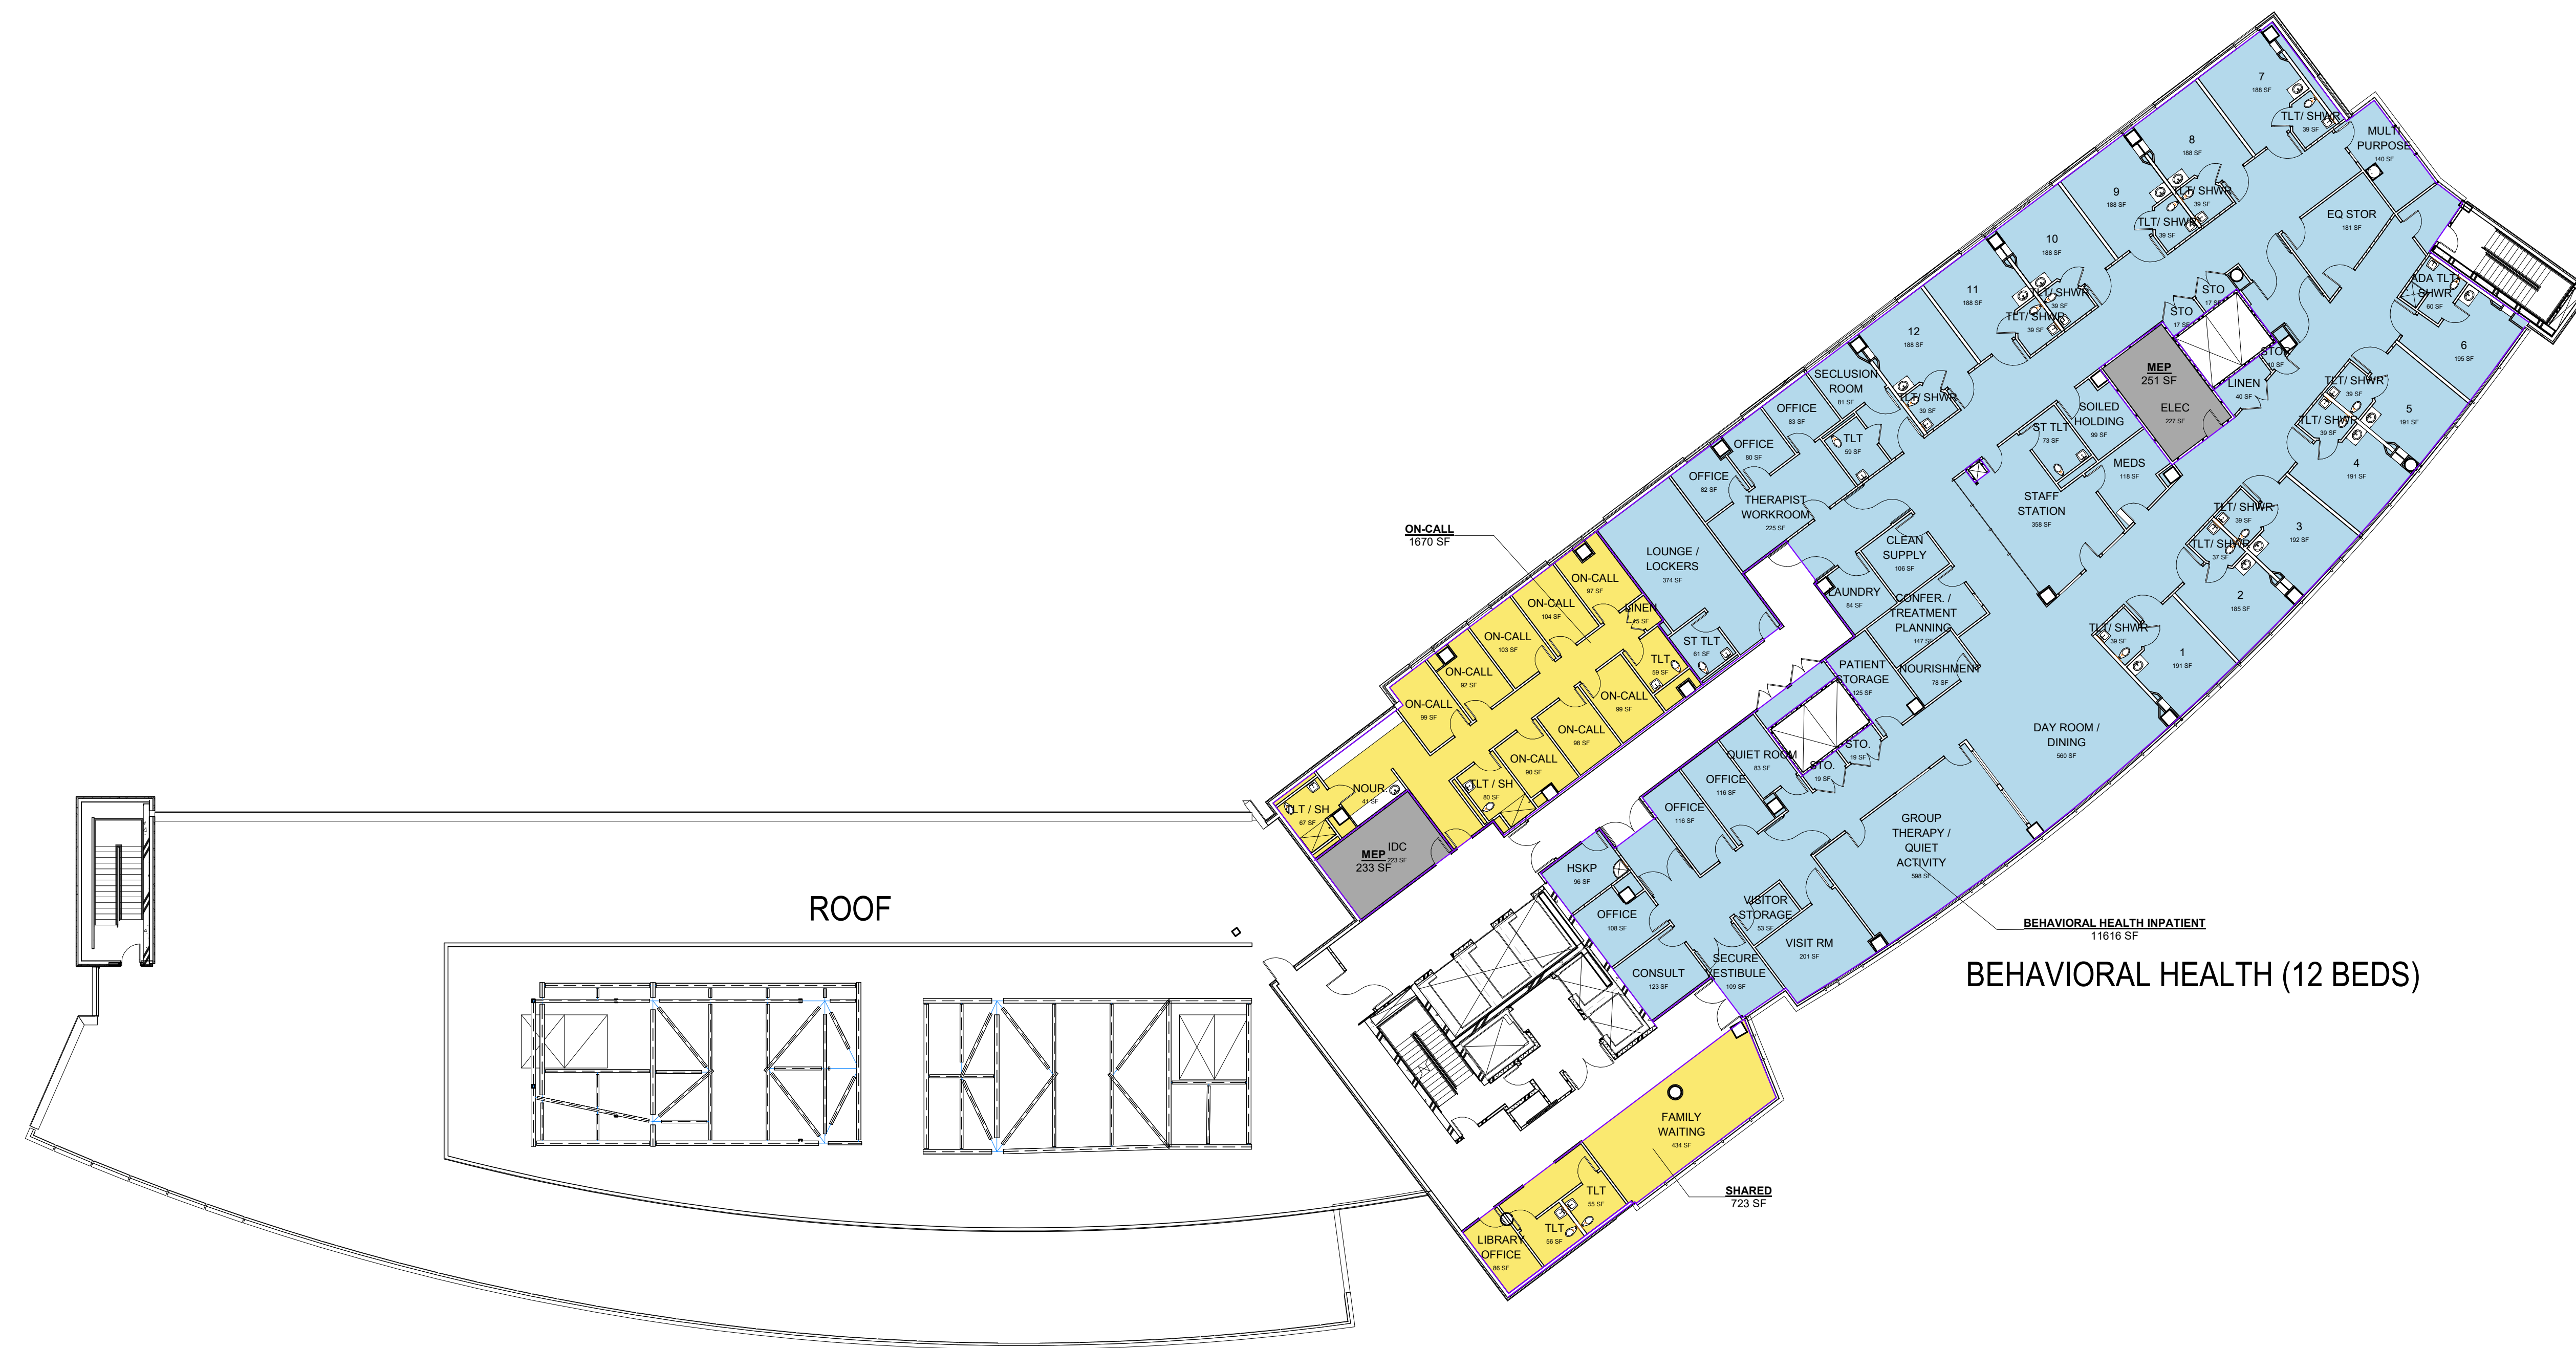 7
188 SF
TLT/ SHWR
39 SF
MULTI
PURPOSE
140 SF
8
188 SF
TLT/ SHWR
39 SF
9
188 SF
TLT/ SHWR
39 SF
EQ STOR
181 SF
10
188 SF
TLT/ SHWR
39 SF
11
188 SF
TLT/ SHWR
39 SF
STO
17 SF
STO
17 SF
ADA TLT/
SHWR
60 SF
12
188 SF
TLT/ SHWR
39 SF
6
195 SF
STOR
LINEN
40 SF
MEP
251 SF
ELEC
227 SF
SECLUSION
ROOM
81 SF
OFFICE
83 SF
OFFICE
80 SF
OFFICE
82 SF
TLT
59 SF
SOILED
HOLDING
99 SF
ST TLT
73 SF
TLT/ SHWR
39 SF
5
191 SF
TLT/ SHWR
39 SF
4
191 SF
MEDS
118 SF
STAFF
STATION
358 SF
THERAPIST
WORKROOM
225 SF
TLT/ SHWR
39 SF
3
192 SF
TLT/ SHWR
37 SF
2
185 SF
ON-CALL
1670 SF
LOUNGE /
LOCKERS
374 SF
CLEAN
SUPPLY
106 SF
LAUNDRY
84 SF
CONFER. /
TREATMENT
PLANNING
147 SF
ON-CALL
97 SF
ON-CALL
104 SF
LINEN
15 SF
ON-CALL
103 SF
ST TLT
61 SF
TLT
59 SF
ON-CALL
92 SF
ON-CALL
99 SF
ON-CALL
99 SF
ON-CALL
98 SF
ON-CALL
90 SF
TLT/ SHWR
39 SF
1
191 SF
PATIENT
STORAGE
125 SF
NOURISHMENT
78 SF
DAY ROOM /
DINING
560 SF
STO.
19 SF
STO.
19 SF
QUIET ROOM
83 SF
OFFICE
116 SF
OFFICE
116 SF
TLT / SH
80 SF
NOUR.
41 SF
TLT / SH
67 SF
MEP
233 SF
IDC
223 SF
GROUP
THERAPY /
QUIET
ACTIVITY
598 SF
HSKP
96 SF
OFFICE
108 SF
VISITOR
STORAGE
53 SF
VISIT RM
201 SF
CONSULT
123 SF
SECURE
VESTIBULE
109 SF
ROOF
BEHAVIORAL HEALTH INPATIENT
11616 SF
BEHAVIORAL HEALTH (12 BEDS)
FAMILY
WAITING
434 SF
SHARED
723 SF
TLT
55 SF
TLT
56 SF
LIBRARY
OFFICE
86 SF